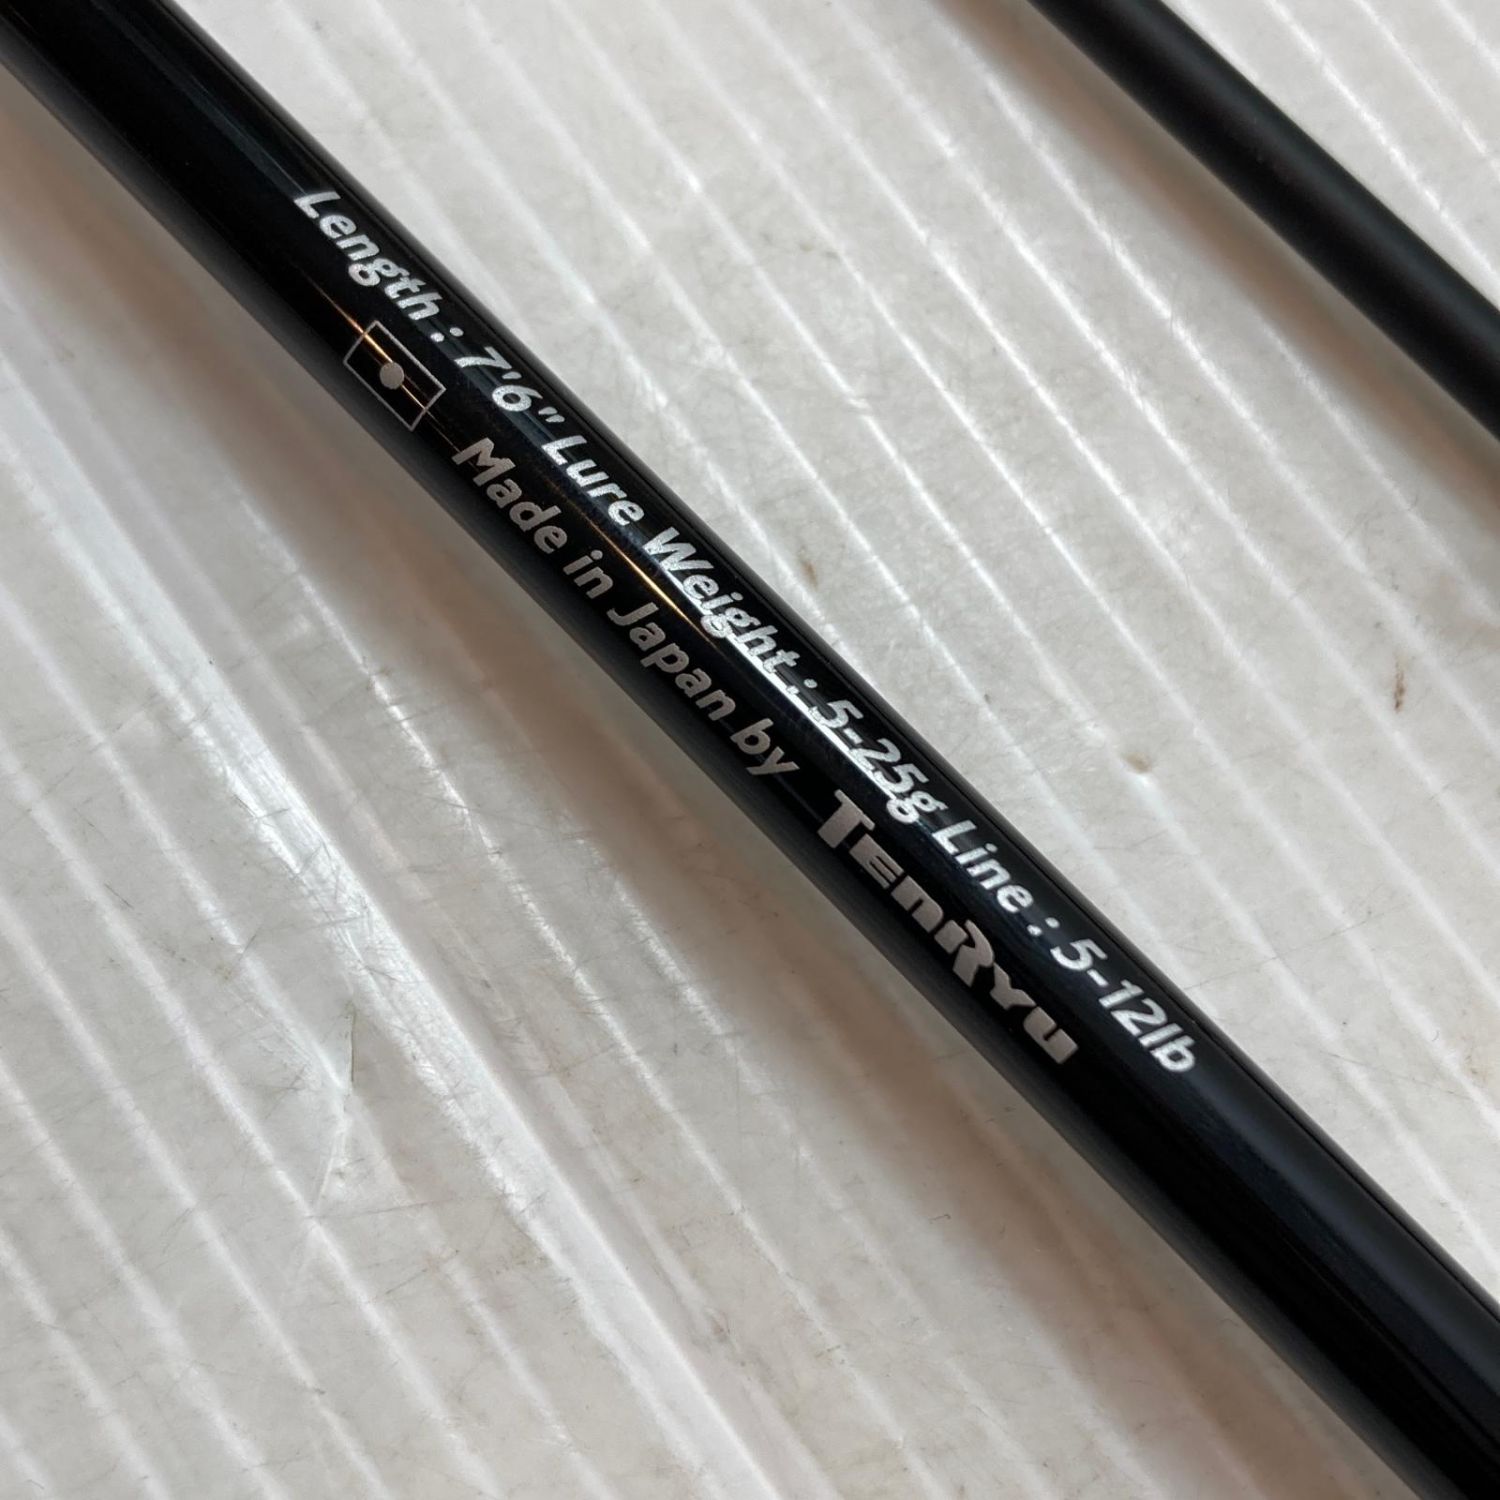 Length : 7'6" Lure Weight : 5-25g Line : 5-12lb
Made in Japan by TenRyu